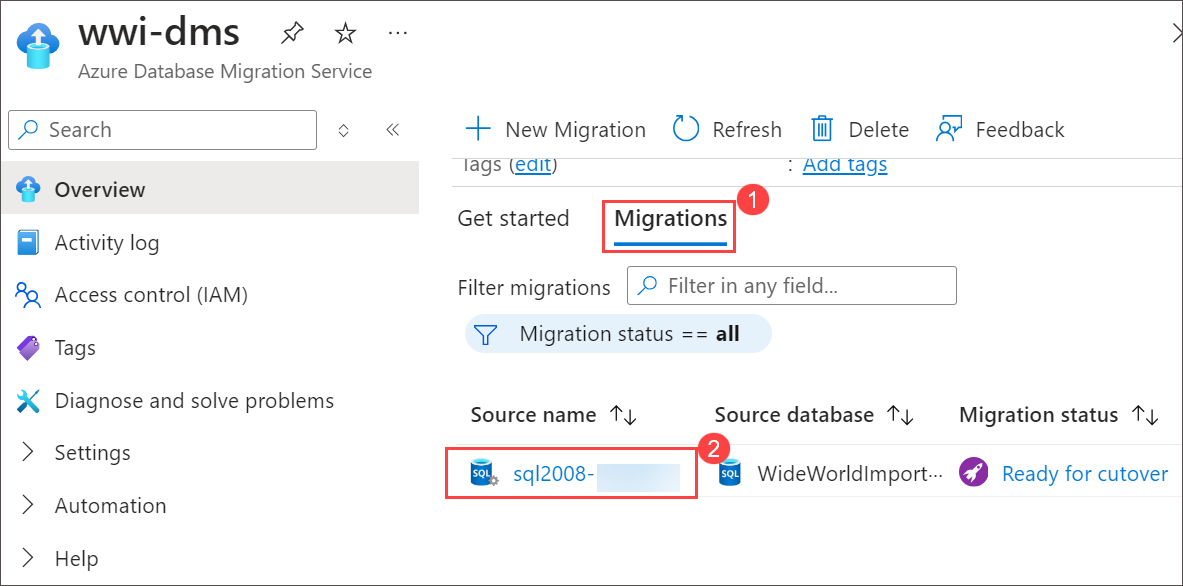 wwi-dms
Azure Database Migration Service
Search
Overview
Activity log
Access control (IAM)
Tags
Diagnose and solve problems
Settings
Automation
Help
New Migration Refresh Delete Feedback
Tags (edit) : Add tags
Get started Migrations 1
Filter migrations Filter in any field...
Migration status == all
Source name Source database Migration status
2
SQL sql2008- SQL WideWorldImport... Ready for cutover